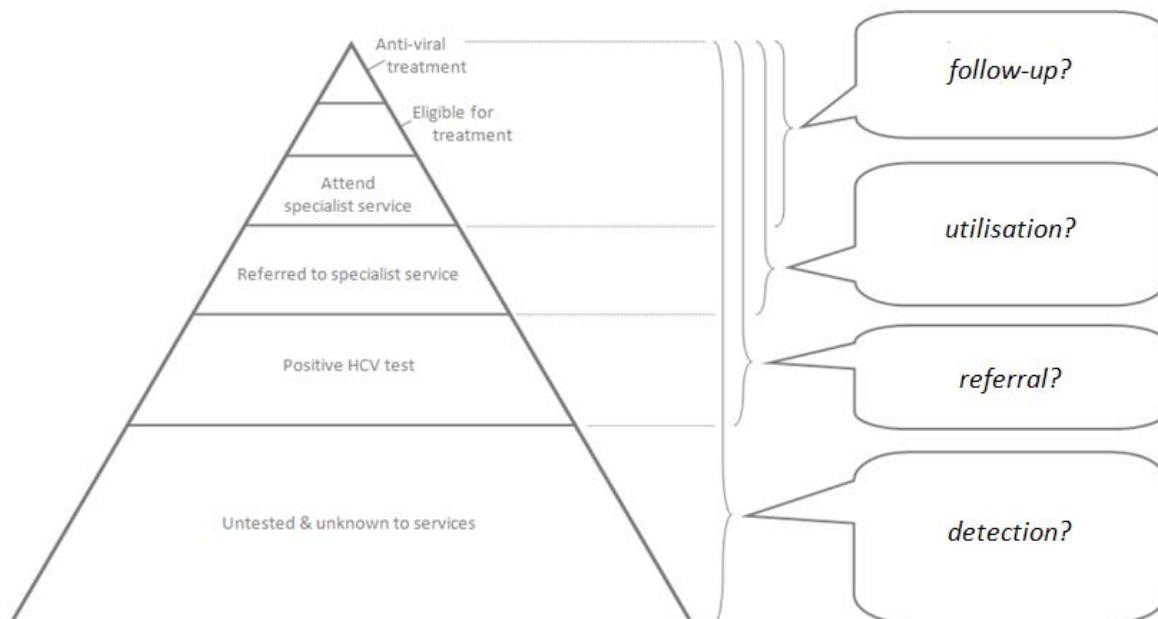 Anti-viral
treatment
Eligible for
treatment
Attend
specialist service
Referred to specialist service
Positive HCV test
Untested & unknown to services
follow-up?
utilisation?
referral?
detection?